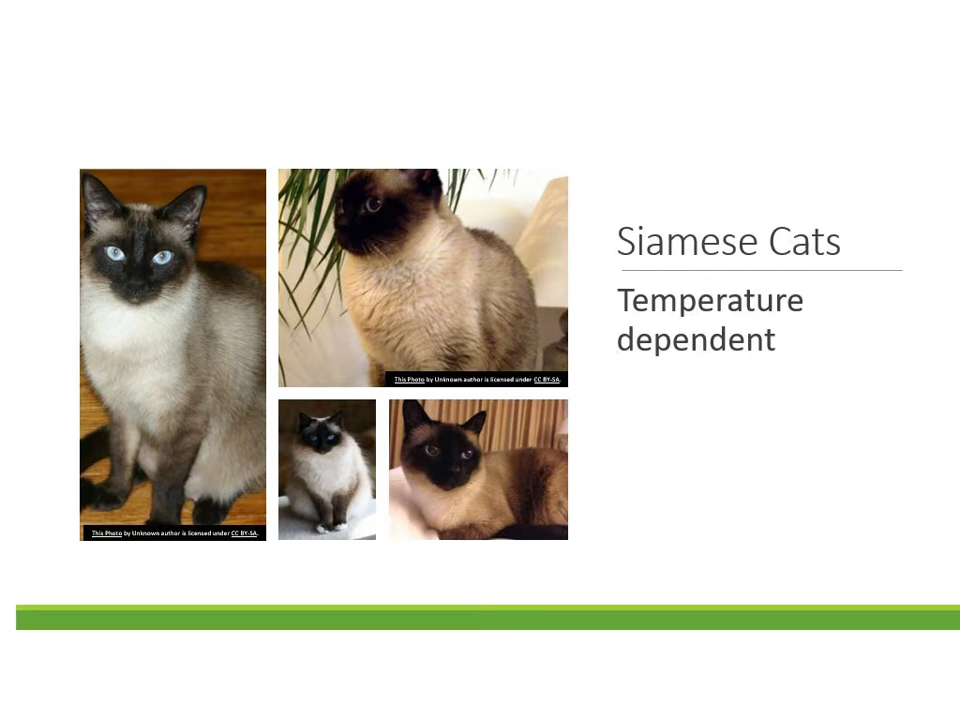 Siamese Cats
Temperature
dependent
This Photo by Unknown author is licensed under CC BY-SA.
This Photo by Unknown author is licensed under CC BY-SA.